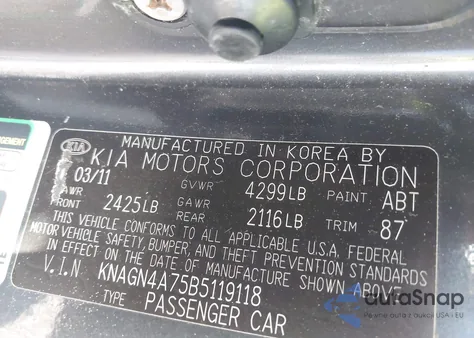 MANUFACTURED IN KOREA BY
KIA KIA MOTORS CORPORATION
03/11 GVWR 4299LB PAINT ABT
GAWR FRONT 2425LB GAWR REAR 2116LB TRIM 87
THIS VEHICLE CONFORMS TO ALL APPLICABLE U.S.A. FEDERAL
MOTOR VEHICLE SAFETY, BUMPER, AND THEFT PREVENTION STANDARDS
IN EFFECT ON THE DATE OF MANUFACTURE SHOWN ABOVE.
V.I.N KNAGN4A75B5119118
TYPE PASSENGER CAR
autoSnap